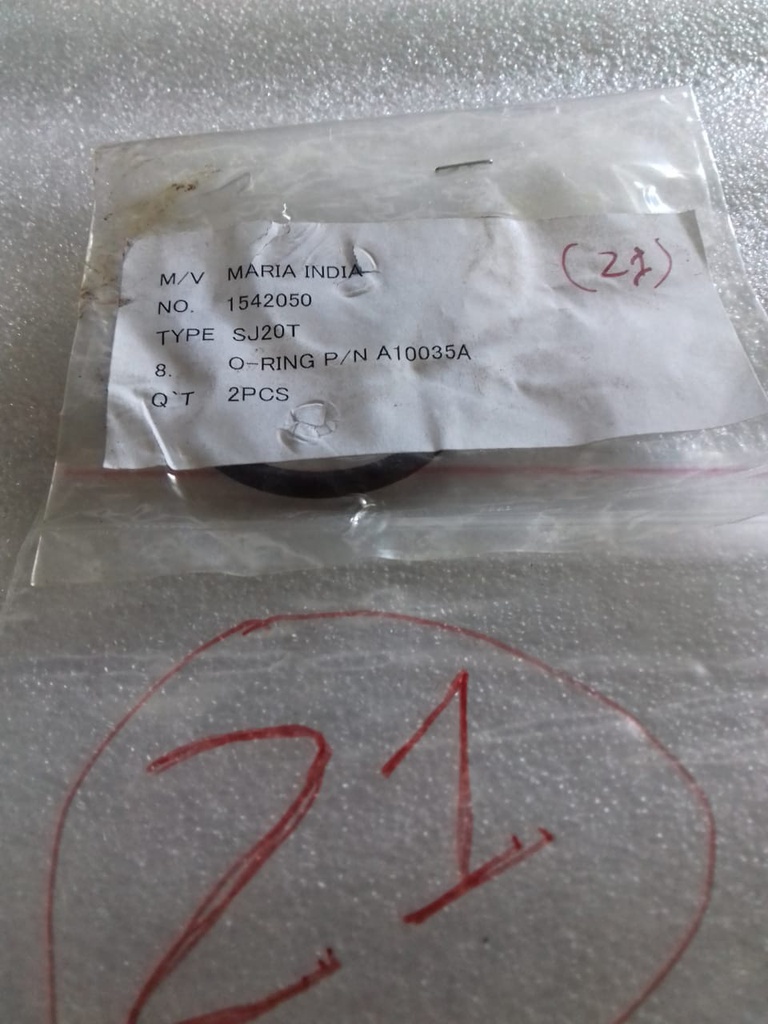 M/V MARIA INDIA
(21)
NO. 1542050
TYPE SJ20T
8. O-RING P/N A10035A
Q`T 2PCS
21